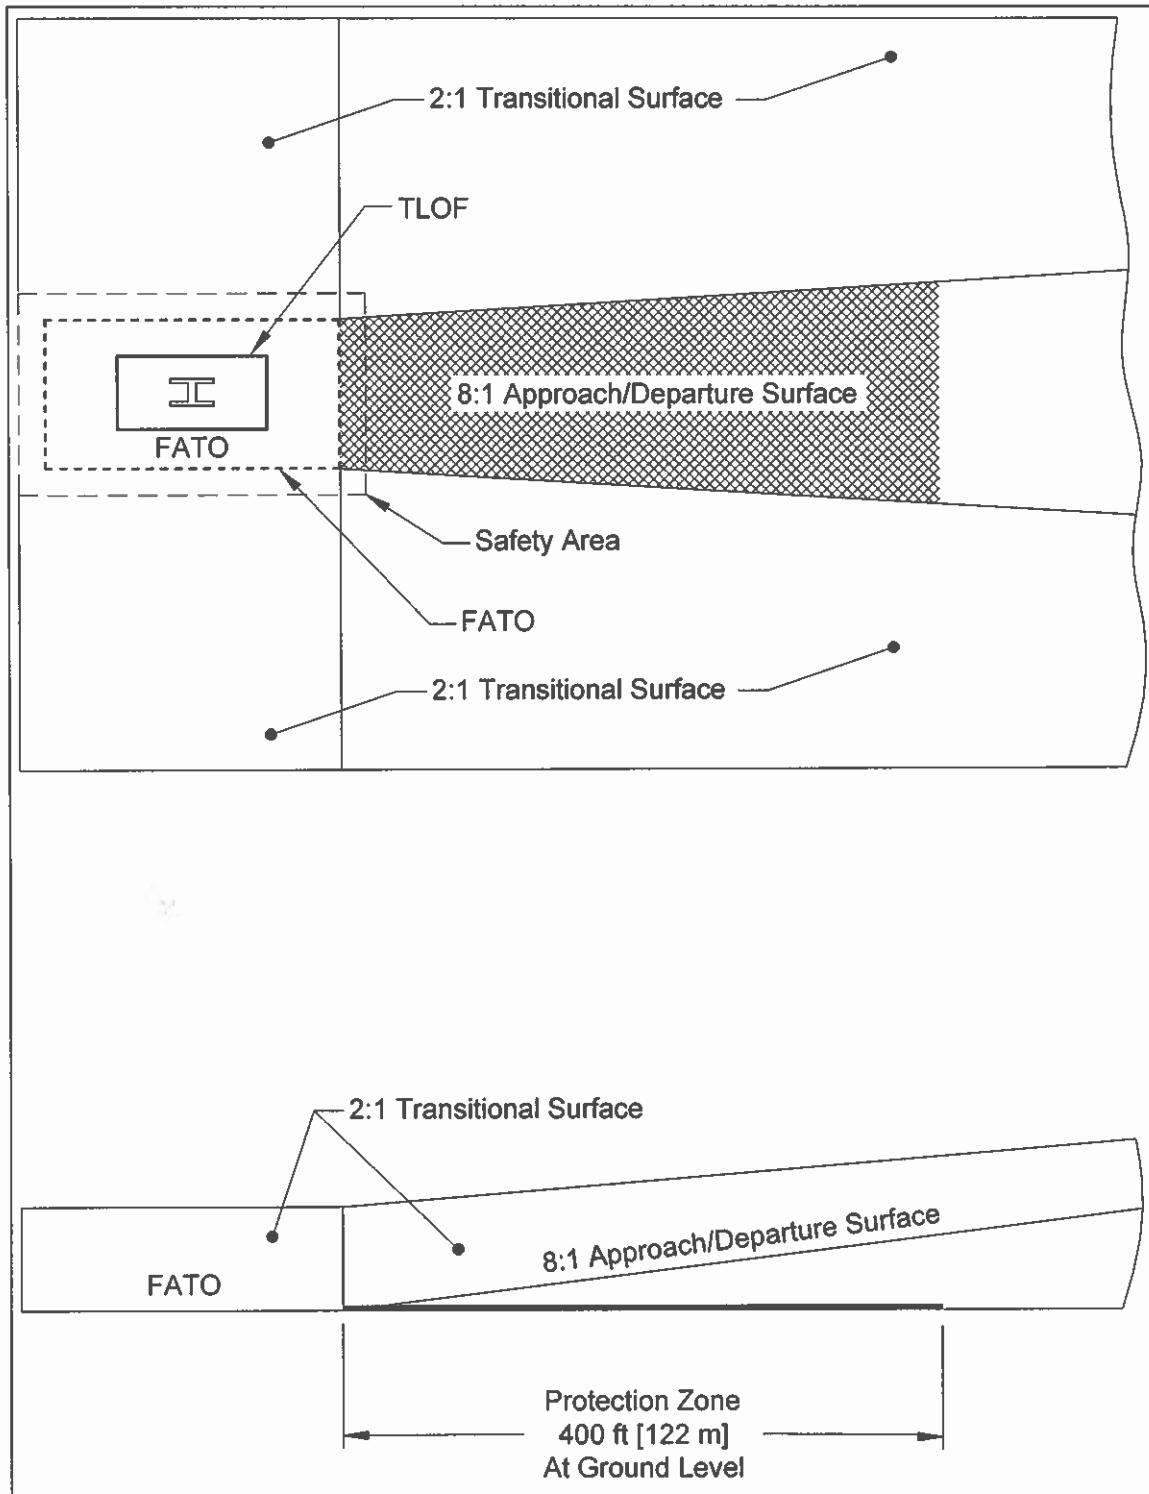 2:1 Transitional Surface
TLOF
H
8:1 Approach/Departure Surface
FATO
Safety Area
FATO
2:1 Transitional Surface
2:1 Transitional Surface
8:1 Approach/Departure Surface
FATO
Protection Zone
400 ft [122 m]
At Ground Level